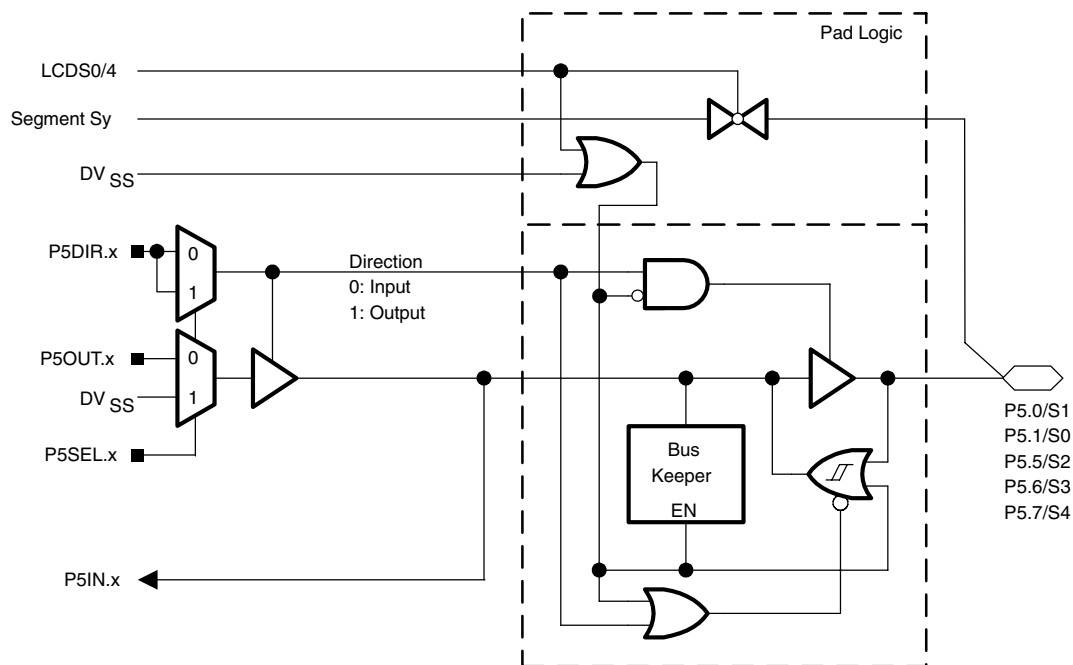 Pad Logic
LCDS0/4
Segment Sy
DVSS
P5DIR.x
0
1
Direction
0: Input
1: Output
P5OUT.x
0
DVSS
1
P5SEL.x
Bus
Keeper
EN
P5.0/S1
P5.1/S0
P5.5/S2
P5.6/S3
P5.7/S4
P5IN.x